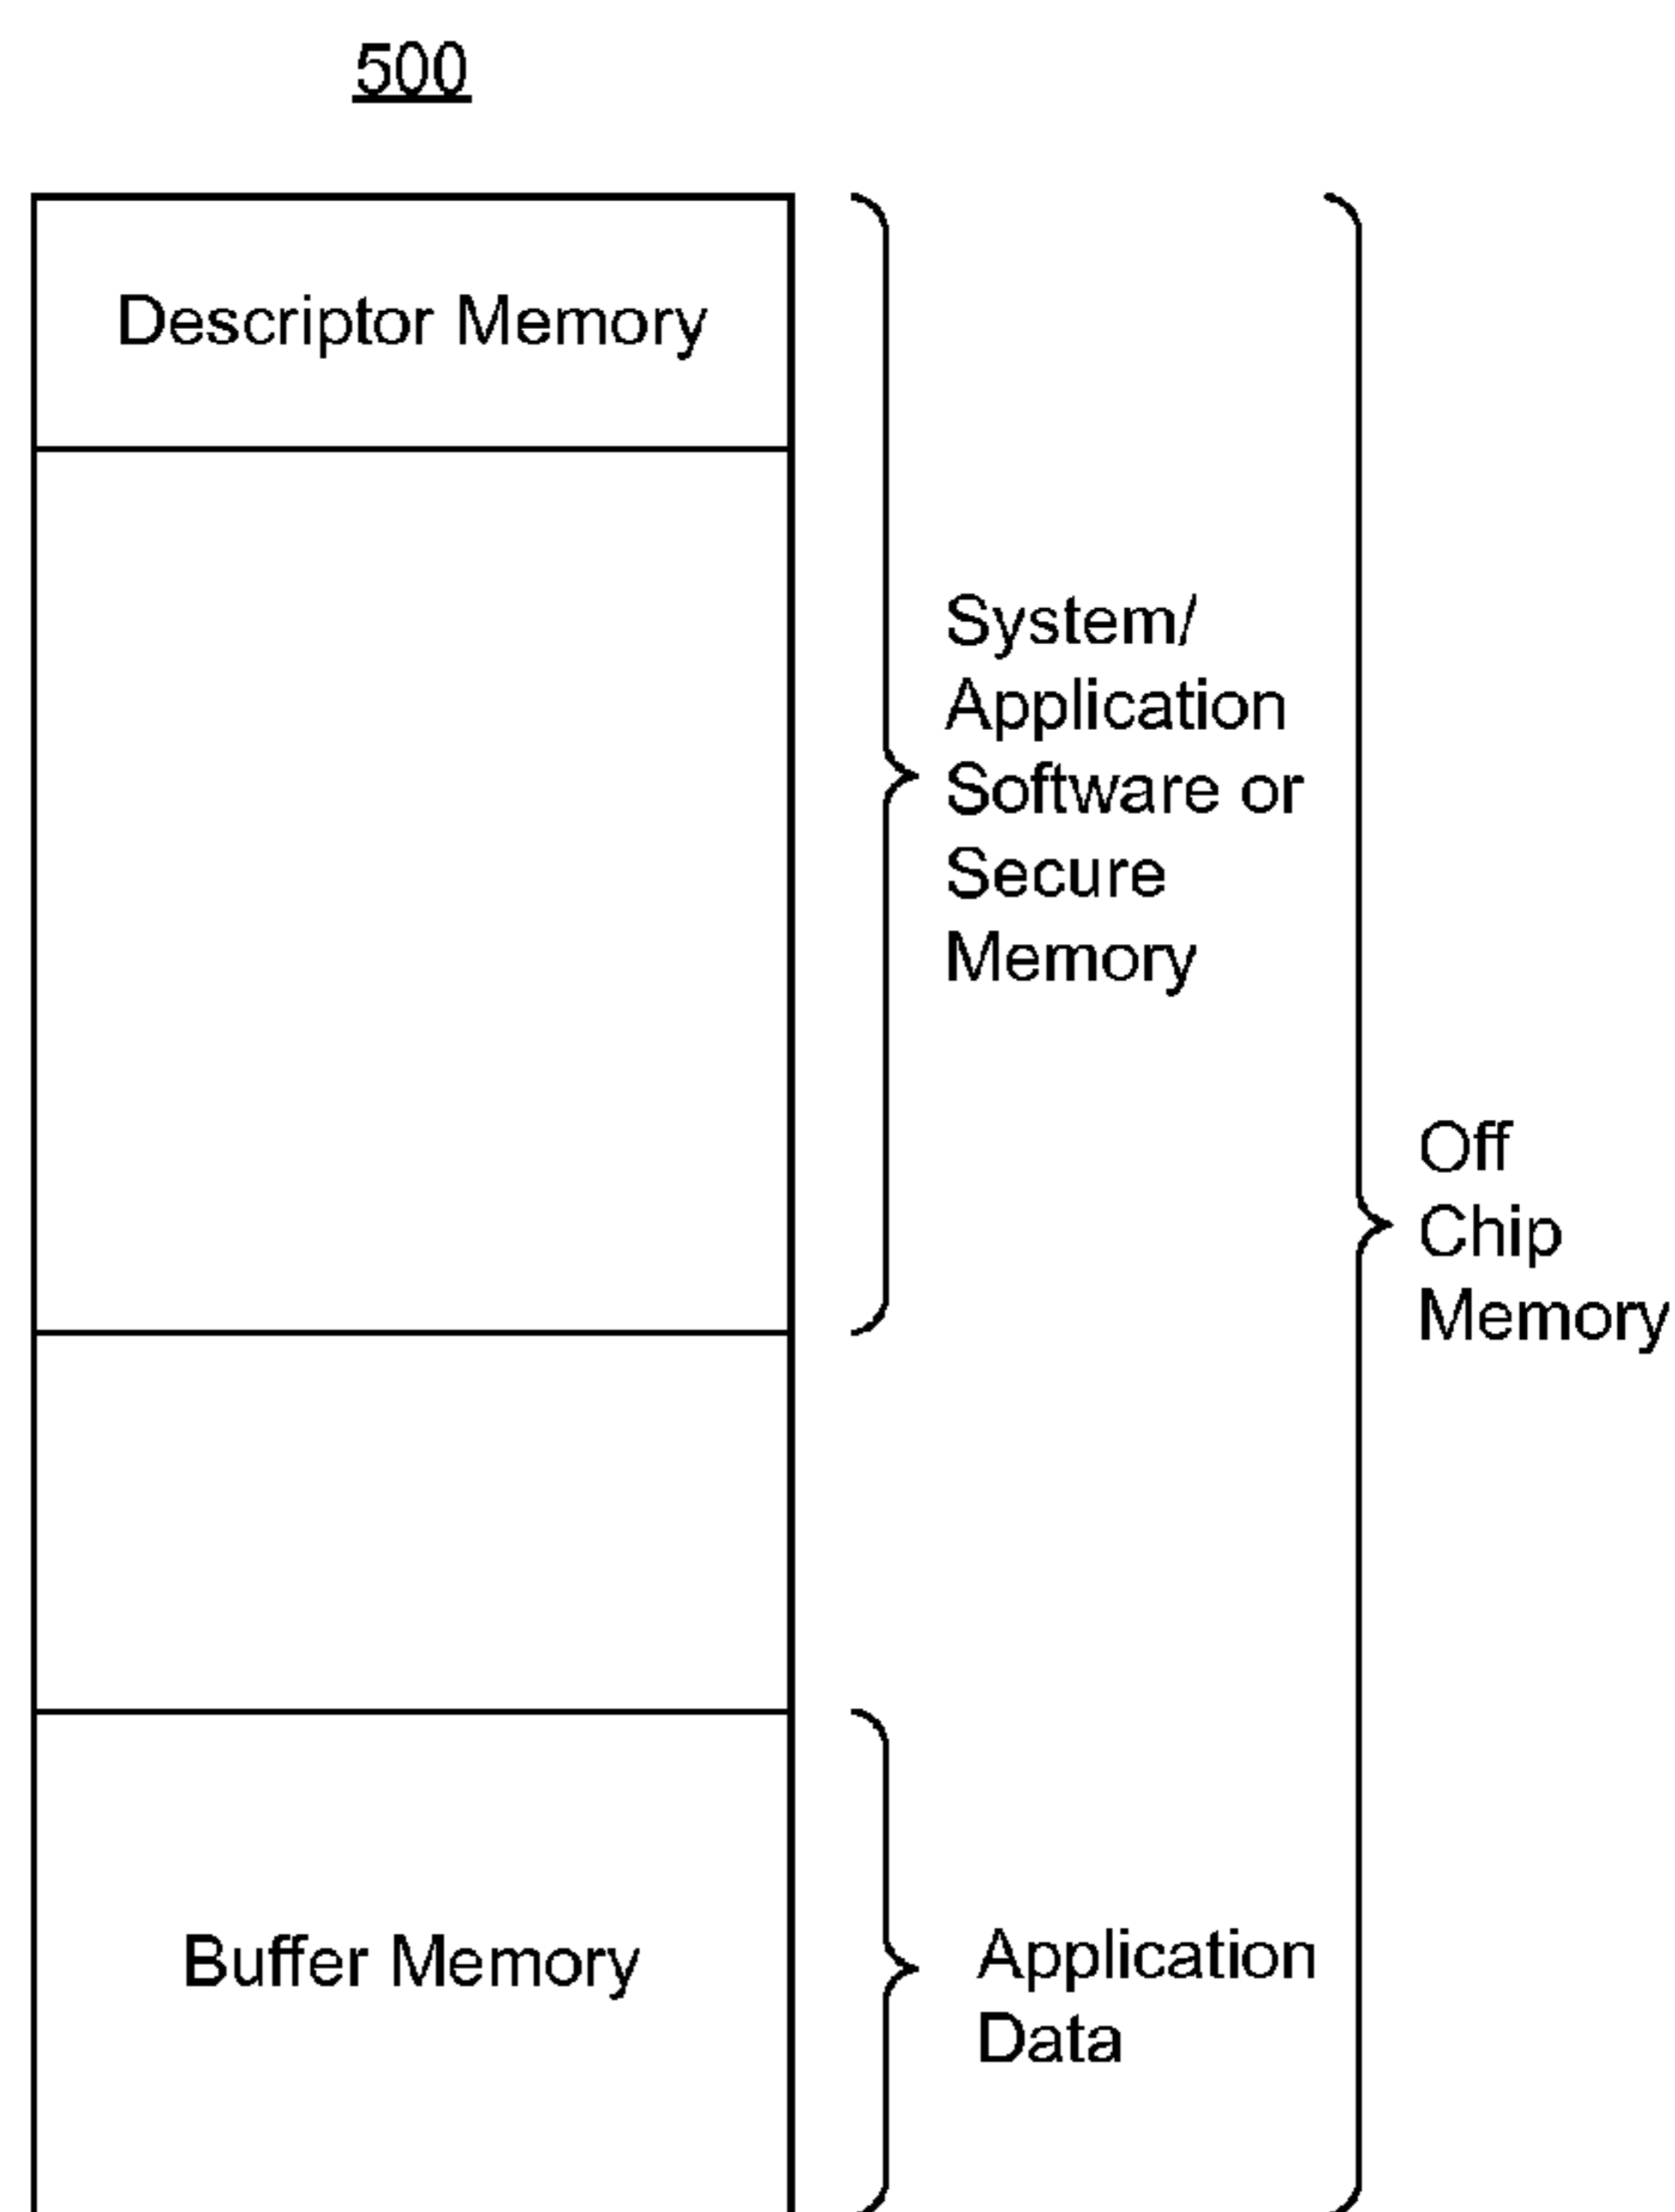 500
Descriptor Memory
System/
Application
Software or
Secure
Memory
Off
Chip
Memory
Buffer Memory
Application
Data